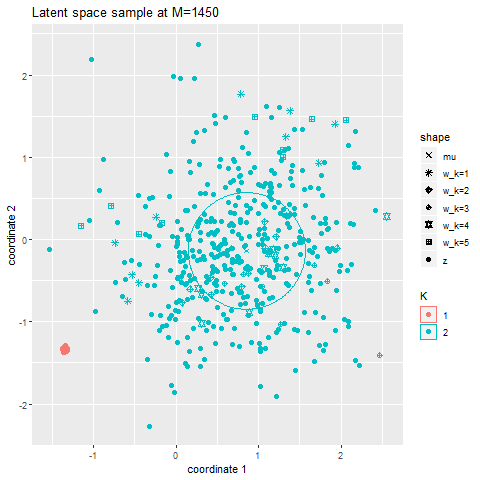 Latent space sample at M=1450
2
1
0
-1
-2
coordinate 2
-1
0
1
2
coordinate 1
shape
mu
w_k=1
w_k=2
w_k=3
w_k=4
w_k=5
z
K
1
2